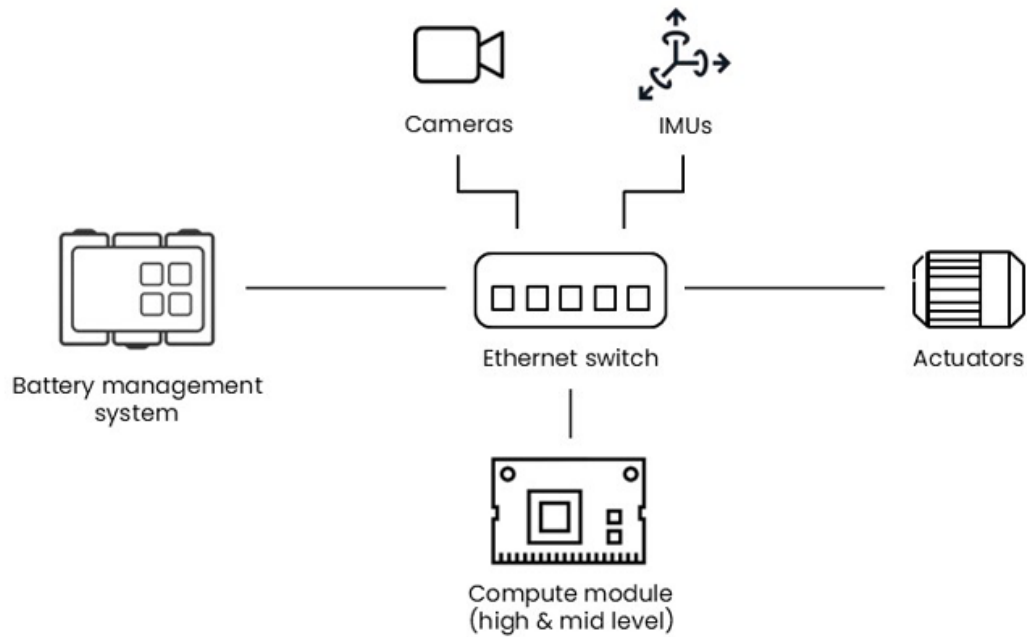 Cameras
IMUs
Ethernet switch
Battery management
system
Actuators
Compute module
(high & mid level)